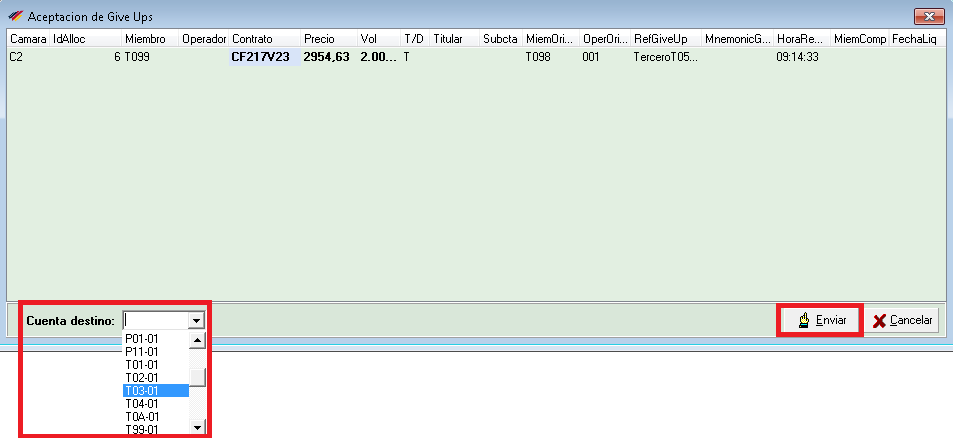 Aceptacion de Give Ups
Camara IdAlloc Miembro Operador Contrato Precio Vol T/D Titular Subcta MiemOri... OperOri... RefGiveUp MnemonicG... HoraRe... MiemComp FechaLiq
C2 6 T099 CF217V23 2954,63 2.00... T T098 001 TerceroT05... 09:14:33
Cuenta destino: Enviar Cancelar
P01-01
P11-01
T01-01
T02-01
T03-01
T04-01
T0A-01
T99-01